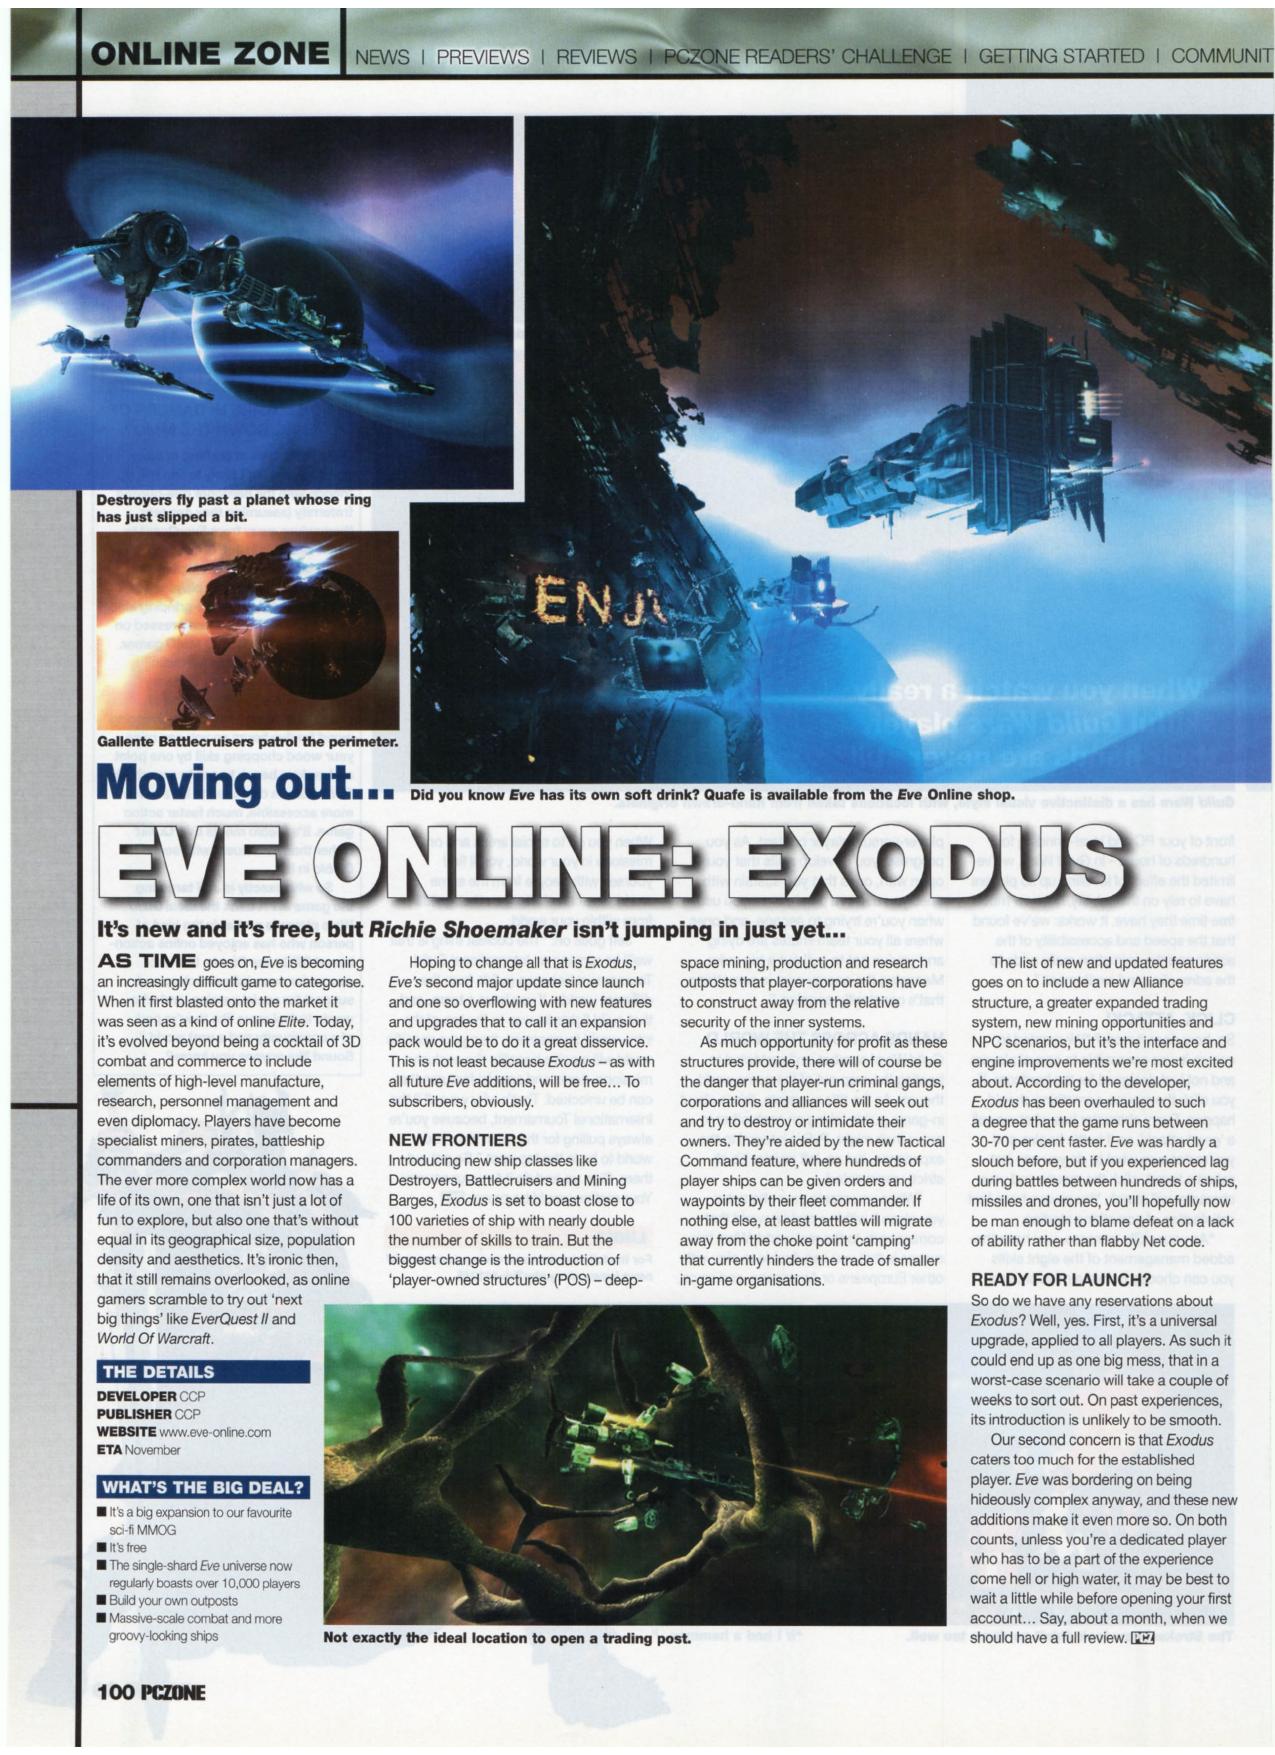 ONLINE ZONE
NEWS | PREVIEWS | REVIEWS | PCZONE READERS' CHALLENGE | GETTING STARTED | COMMUNIT
Destroyers fly past a planet whose ring
has just slipped a bit.
ENJ
Gallente Battlecruisers patrol the perimeter.
Did you know Eve has its own soft drink? Quafe is available from the Eve Online shop.
Moving out...
EVE ONLINE: EXODUS
It's new and it's free, but Richie Shoemaker isn't jumping in just yet...
AS TIME goes on, Eve is becoming
an increasingly difficult game to categorise.
When it first blasted onto the market it
was seen as a kind of online Elite. Today,
it's evolved beyond being a cocktail of 3D
combat and commerce to include
elements of high-level manufacture,
research, personnel management and
even diplomacy. Players have become
specialist miners, pirates, battleship
commanders and corporation managers.
The ever more complex world now has a
life of its own, one that isn't just a lot of
fun to explore, but also one that's without
equal in its geographical size, population
density and aesthetics. It's ironic then,
that it still remains overlooked, as online
gamers scramble to try out 'next
big things' like EverQuest II and
World Of Warcraft.
Hoping to change all that is Exodus,
Eve's second major update since launch
and one so overflowing with new features
and upgrades that to call it an expansion
pack would be to do it a great disservice.
This is not least because Exodus – as with
all future Eve additions, will be free... To
subscribers, obviously.
NEW FRONTIERS
Introducing new ship classes like
Destroyers, Battlecruisers and Mining
Barges, Exodus is set to boast close to
100 varieties of ship with nearly double
the number of skills to train. But the
biggest change is the introduction of
'player-owned structures' (POS) – deep-
space mining, production and research
outposts that player-corporations have
to construct away from the relative
security of the inner systems.
As much opportunity for profit as these
structures provide, there will of course be
the danger that player-run criminal gangs,
corporations and alliances will seek out
and try to destroy or intimidate their
owners. They're aided by the new Tactical
Command feature, where hundreds of
player ships can be given orders and
waypoints by their fleet commander. If
nothing else, at least battles will migrate
away from the choke point 'camping'
that currently hinders the trade of smaller
in-game organisations.
The list of new and updated features
goes on to include a new Alliance
structure, a greater expanded trading
system, new mining opportunities and
NPC scenarios, but it's the interface and
engine improvements we're most excited
about. According to the developer,
Exodus has been overhauled to such
a degree that the game runs between
30-70 per cent faster. Eve was hardly a
slouch before, but if you experienced lag
during battles between hundreds of ships,
missiles and drones, you'll hopefully now
be man enough to blame defeat on a lack
of ability rather than flabby Net code.
READY FOR LAUNCH?
So do we have any reservations about
Exodus? Well, yes. First, it's a universal
upgrade, applied to all players. As such it
could end up as one big mess, that in a
worst-case scenario will take a couple of
weeks to sort out. On past experiences,
its introduction is unlikely to be smooth.
Our second concern is that Exodus
caters too much for the established
player. Eve was bordering on being
hideously complex anyway, and these new
additions make it even more so. On both
counts, unless you're a dedicated player
who has to be a part of the experience
come hell or high water, it may be best to
wait a little while before opening your first
account... Say, about a month, when we
should have a full review. PCZ
THE DETAILS
DEVELOPER CCP
PUBLISHER CCP
WEBSITE www.eve-online.com
ETA November
WHAT'S THE BIG DEAL?
■ It's a big expansion to our favourite
sci-fi MMOG
■ It's free
■ The single-shard Eve universe now
regularly boasts over 10,000 players
■ Build your own outposts
■ Massive-scale combat and more
groovy-looking ships
Not exactly the ideal location to open a trading post.
100 PCZONE